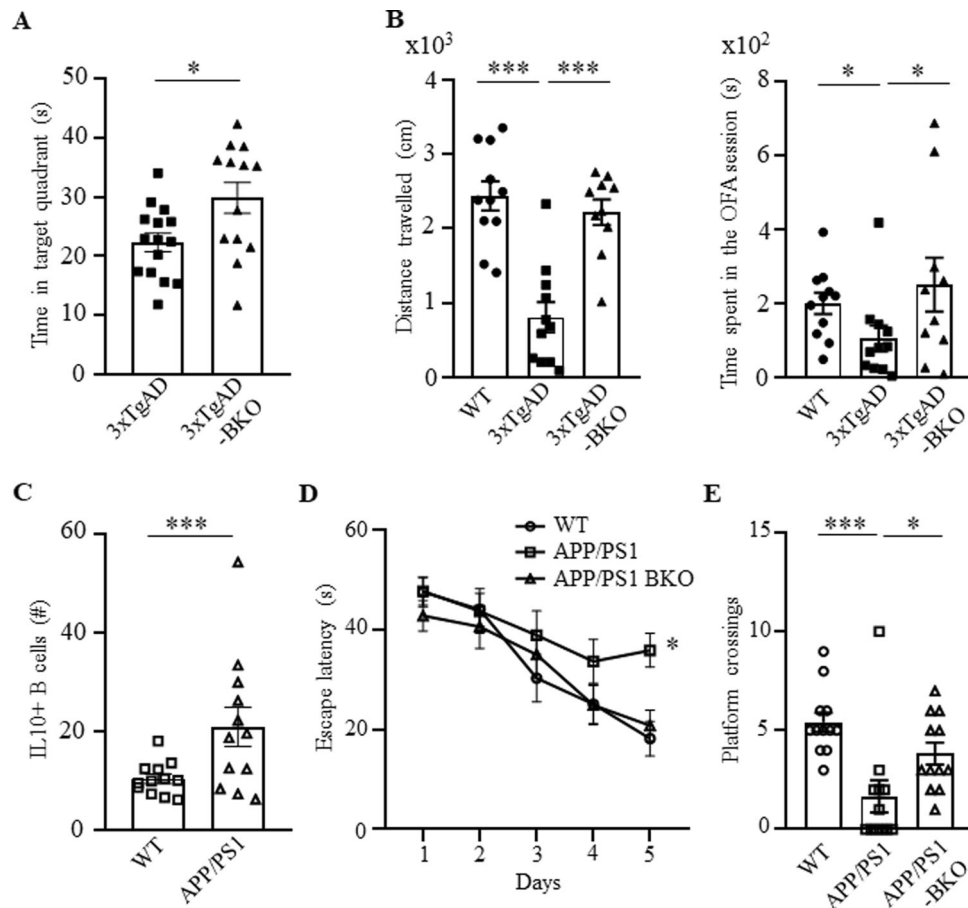 A
Time in target quadrant (s)
50
40
30
20
10
0
*
3xTgAD
3xTgAD
-BKO
B
x10³
Distance travelled (cm)
4
3
2
1
0
***
***
WT
3xTgAD
3xTgAD
-BKO
x10²
Time spent in the OFA session (s)
8
6
4
2
0
*
*
WT
3xTgAD
3xTgAD
-BKO
C
IL10+ B cells (#)
60
40
20
0
***
WT
APP/PS1
D
Escape latency (s)
60
40
20
0
WT
APP/PS1
APP/PS1 BKO
*
1 2 3 4 5
Days
E
Platform crossings
15
10
5
0
***
*
WT
APP/PS1
APP/PS1
-BKO